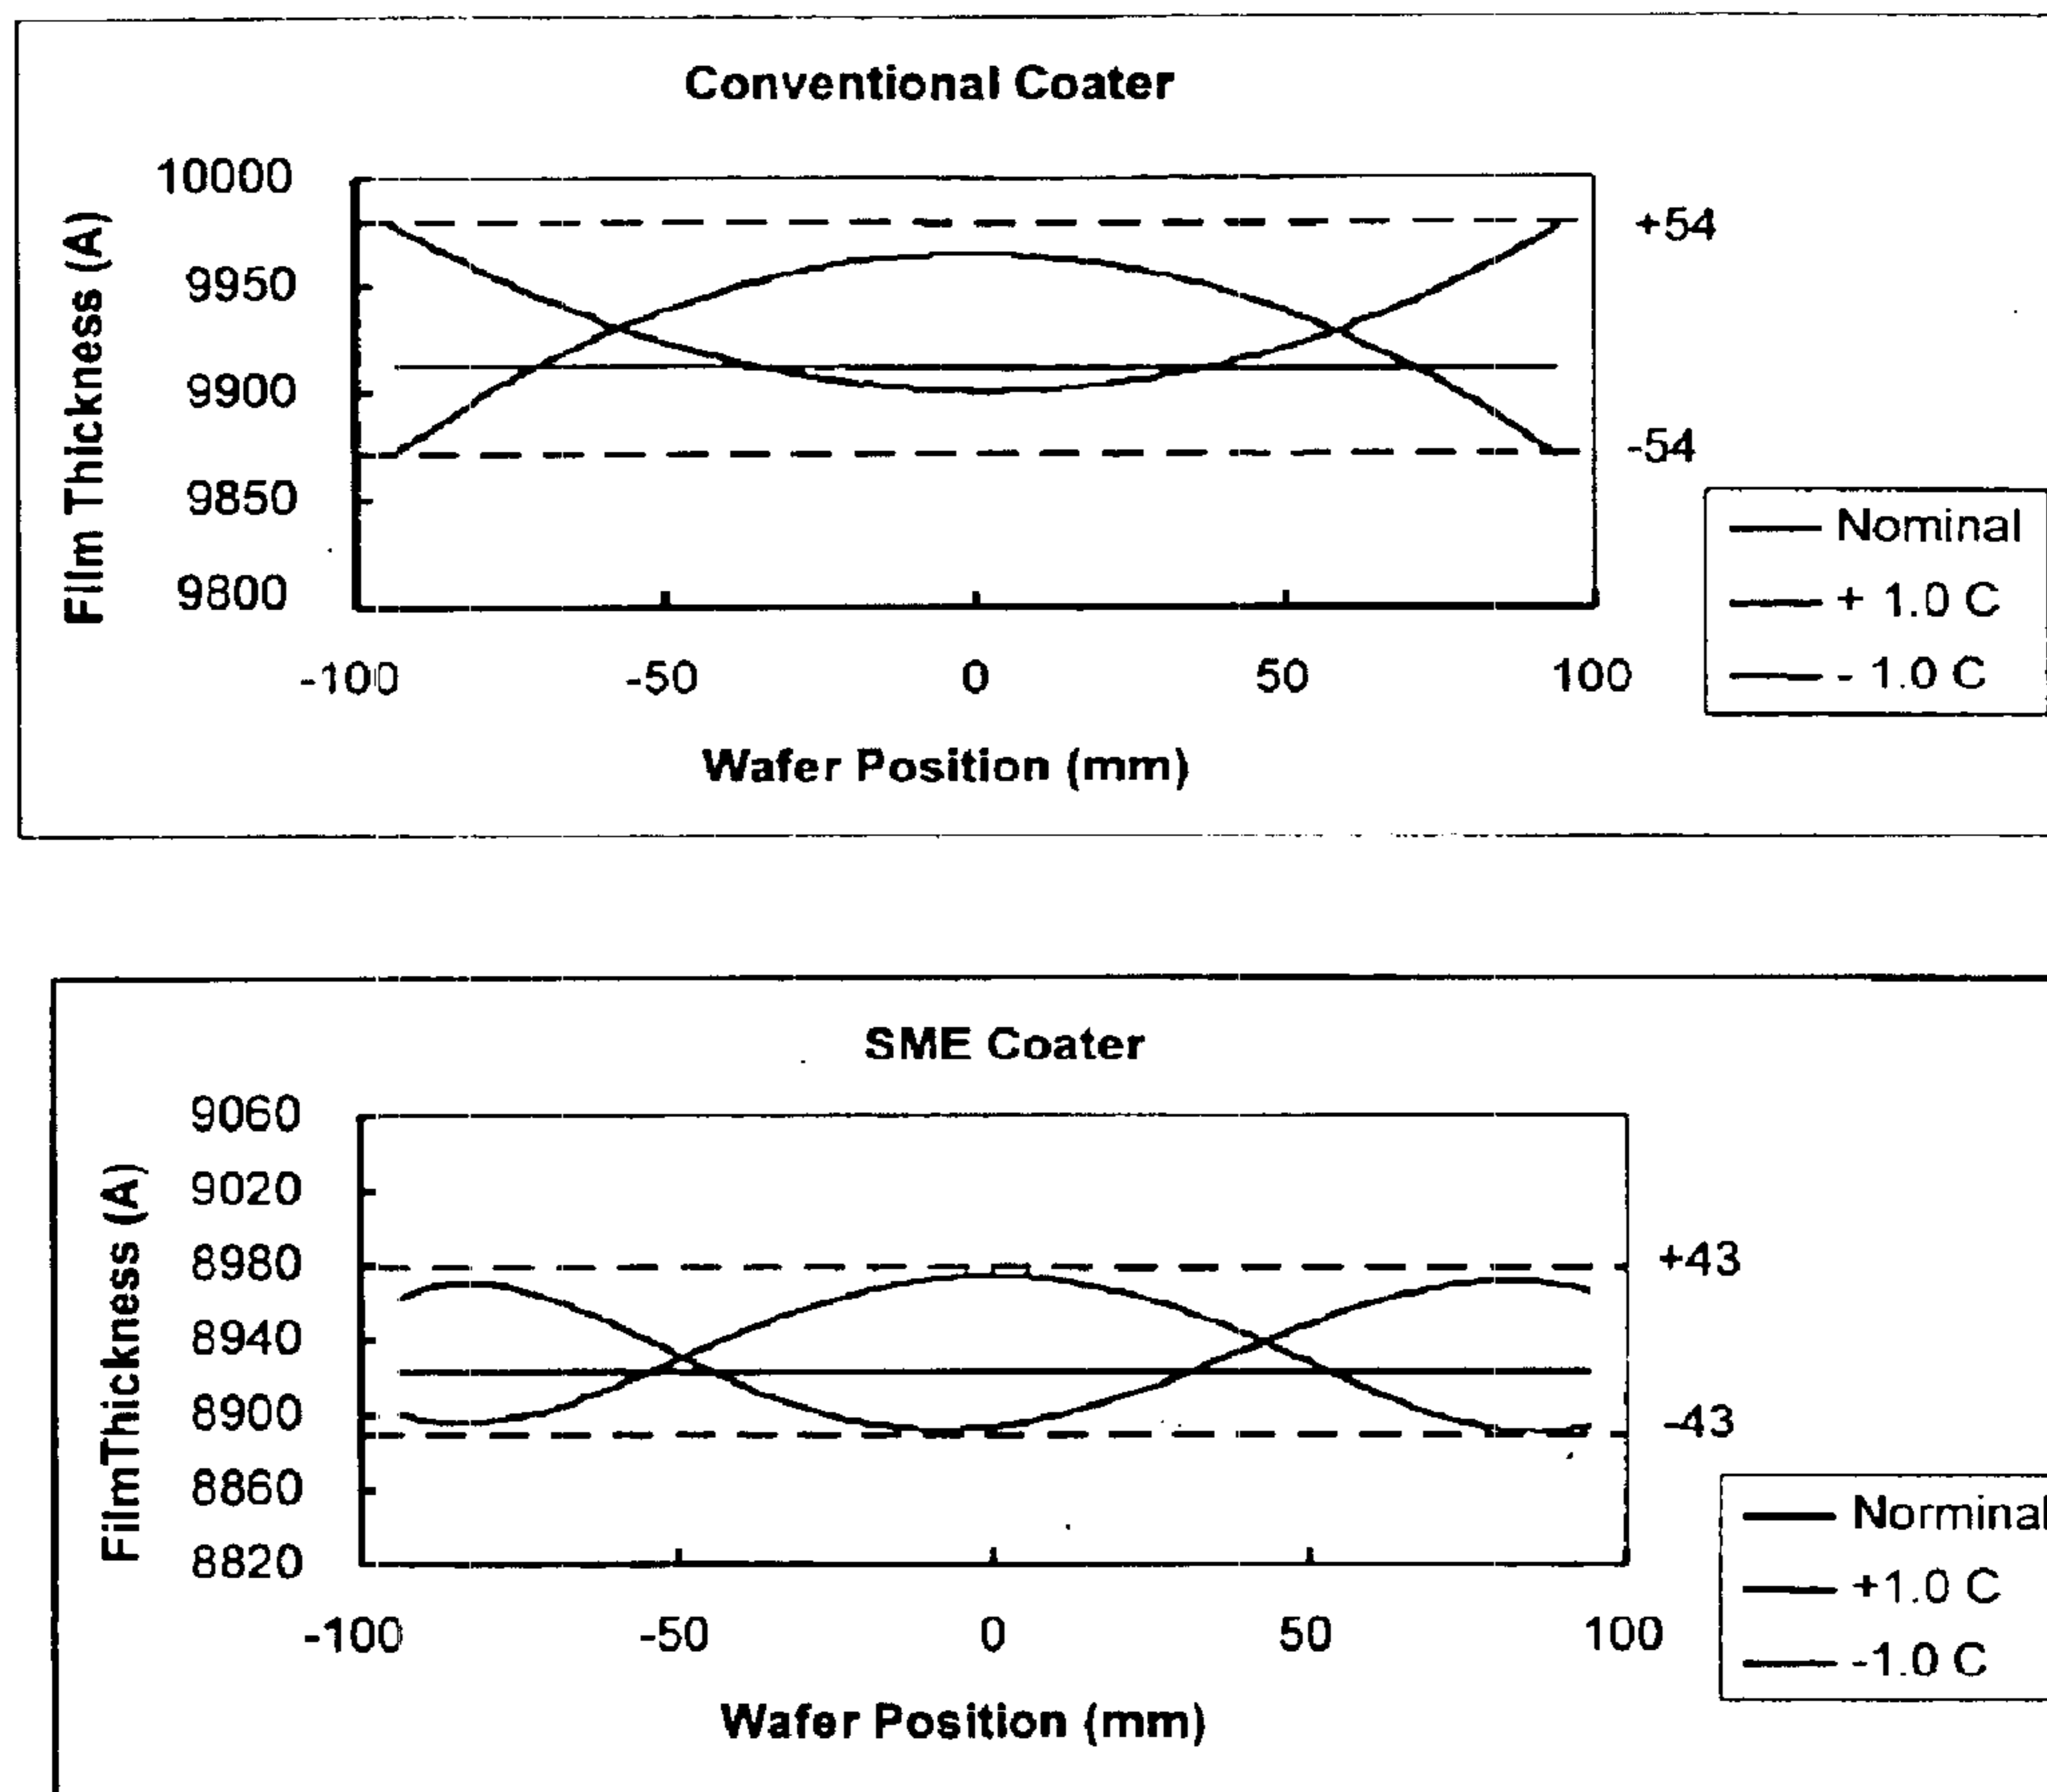 Conventional Coater
Film Thickness (A)
10000
9950
9900
9850
9800
+54
-54
-100 -50 0 50 100
Wafer Position (mm)
Nominal
+ 1.0 C
- 1.0 C
SME Coater
FilmThickness (A)
9060
9020
8980
8940
8900
8860
8820
+43
-43
-100 -50 0 50 100
Wafer Position (mm)
Norminal
+1.0 C
-1.0 C